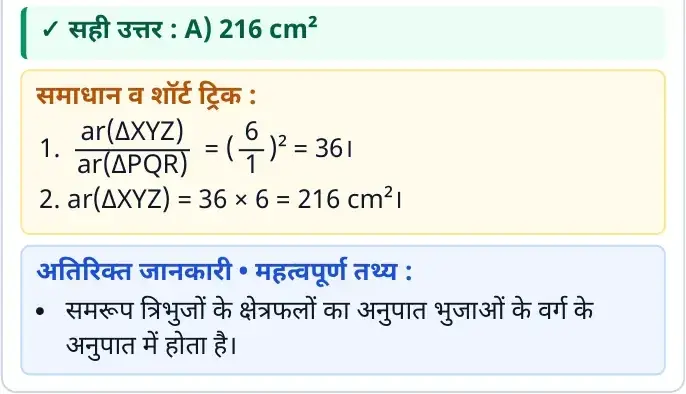 ✓ सही उत्तर : A) 216 cm²
समाधान व शॉर्ट ट्रिक :
1. ar(ΔXYZ)/ar(ΔPQR) = (6/1)² = 36।
2. ar(ΔXYZ) = 36 × 6 = 216 cm²।
अतिरिक्त जानकारी • महत्वपूर्ण तथ्य :
• समरूप त्रिभुजों के क्षेत्रफलों का अनुपात भुजाओं के वर्ग के
अनुपात में होता है।